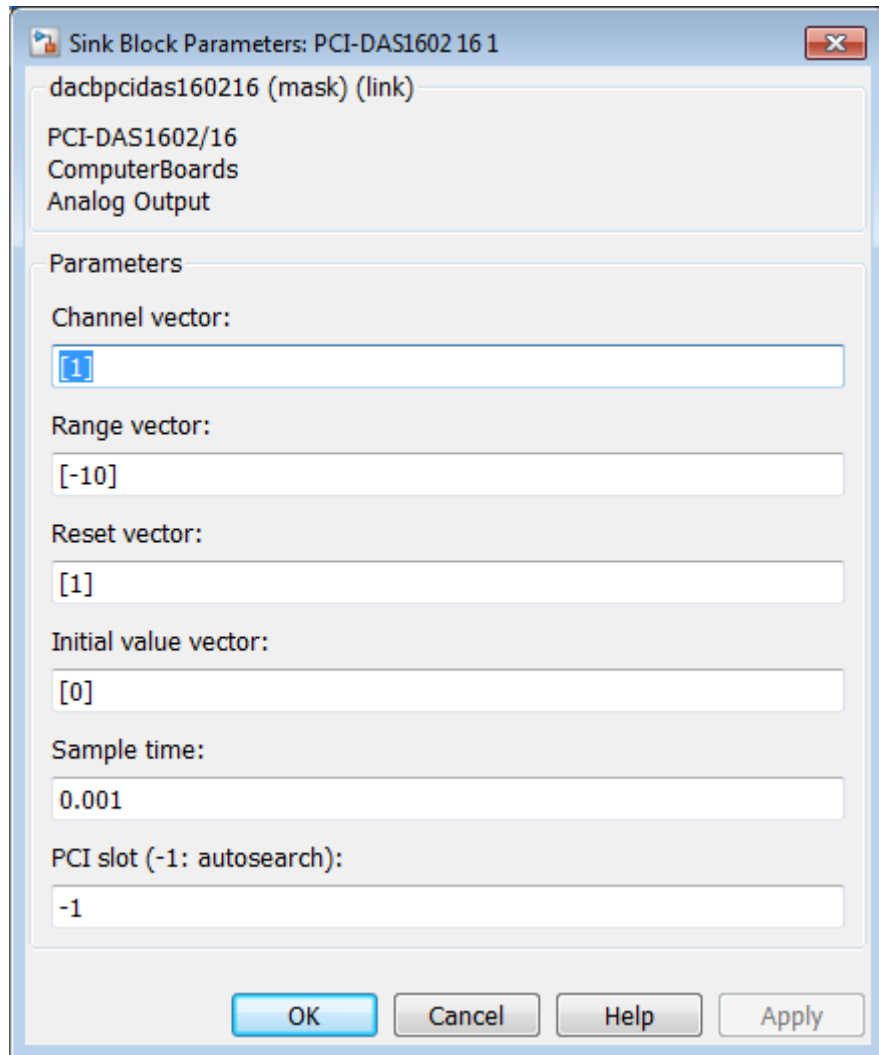 Sink Block Parameters: PCI-DAS1602 16 1
dacbpcidas160216 (mask) (link)
PCI-DAS1602/16
ComputerBoards
Analog Output
Parameters
Channel vector:
[1]
Range vector:
[-10]
Reset vector:
[1]
Initial value vector:
[0]
Sample time:
0.001
PCI slot (-1: autosearch):
-1
OK Cancel Help Apply